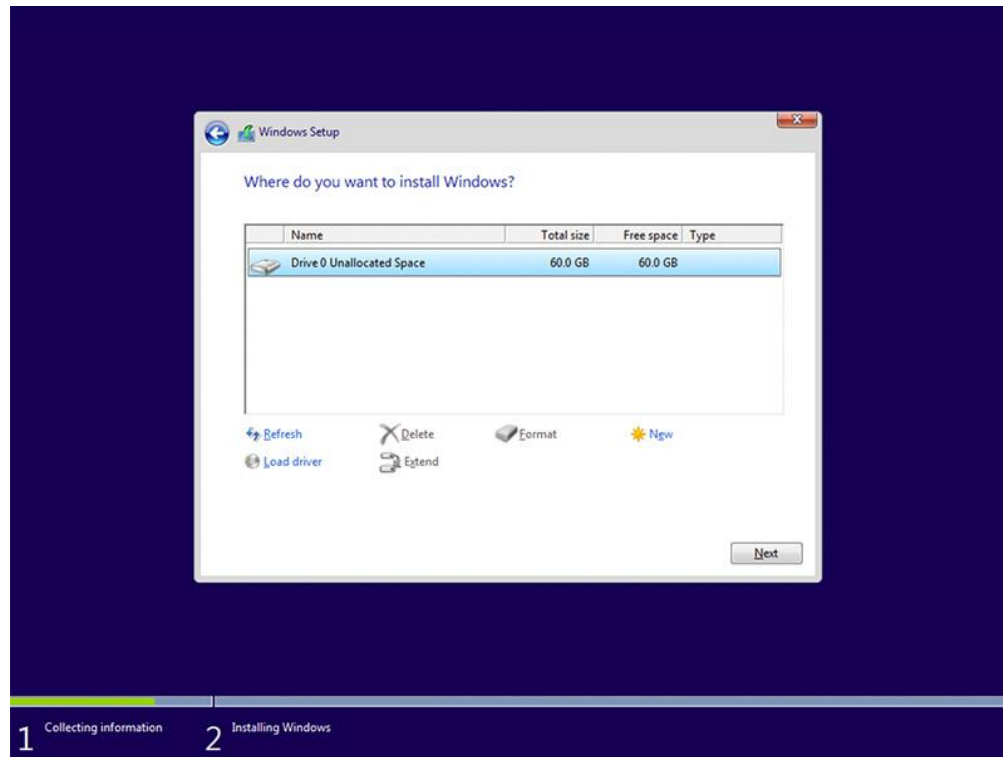 Windows Setup
Where do you want to install Windows?
Name Total size Free space Type
Drive 0 Unallocated Space 60.0 GB 60.0 GB
Refresh Delete Format New
Load driver Extend
Next
1 Collecting information 2 Installing Windows